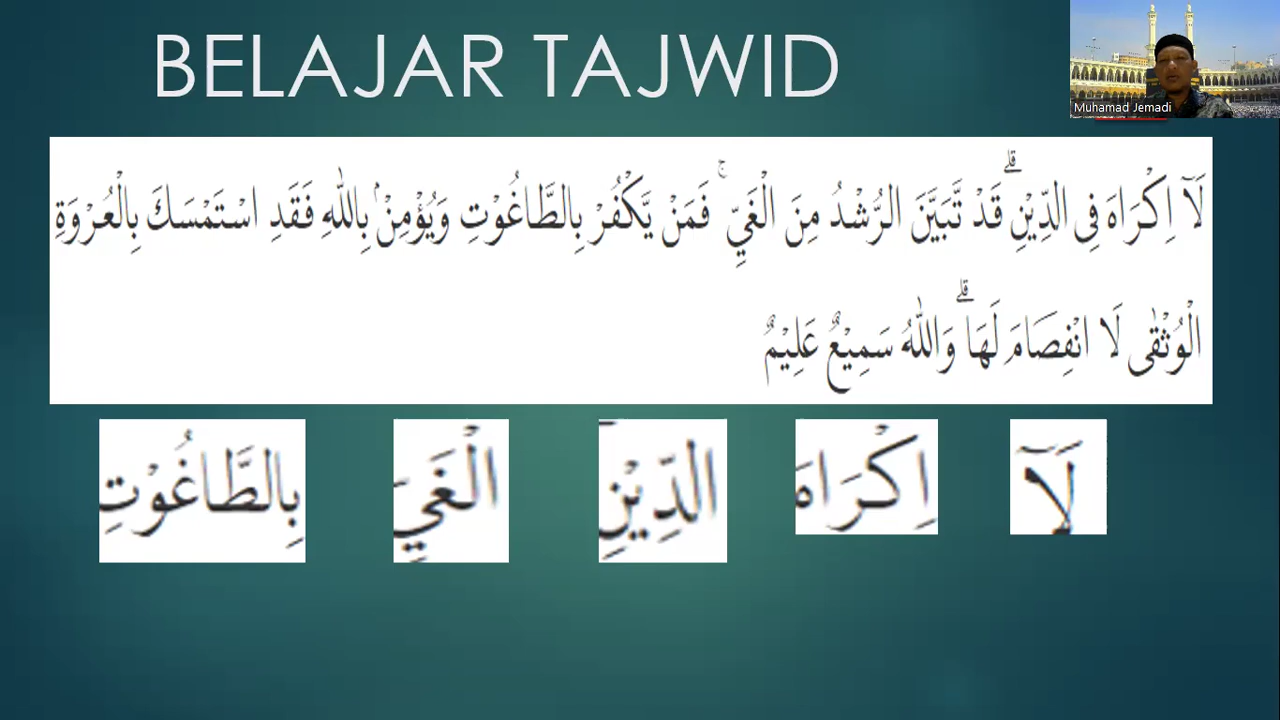 BELAJAR TAJWID
Muhamad Jemadi
لَآ اِكْرَاهَ فِى الدِّيْنِۗ قَدْ تَّبَيَّنَ الرُّشْدُ مِنَ الْغَيِّ ۚ فَمَنْ يَّكْفُرْ بِالطَّاغُوْتِ وَيُؤْمِنْۢ بِاللّٰهِ فَقَدِ اسْتَمْسَكَ بِالْعُرْوَةِ
الْوُثْقٰى لَا انْفِصَامَ لَهَا ۗوَاللّٰهُ سَمِيْعٌ عَلِيْمٌ
لَآ
اِكْرَاهَ
الدِّيْنِ
الْغَيِّ
بِالطَّاغُوْتِ